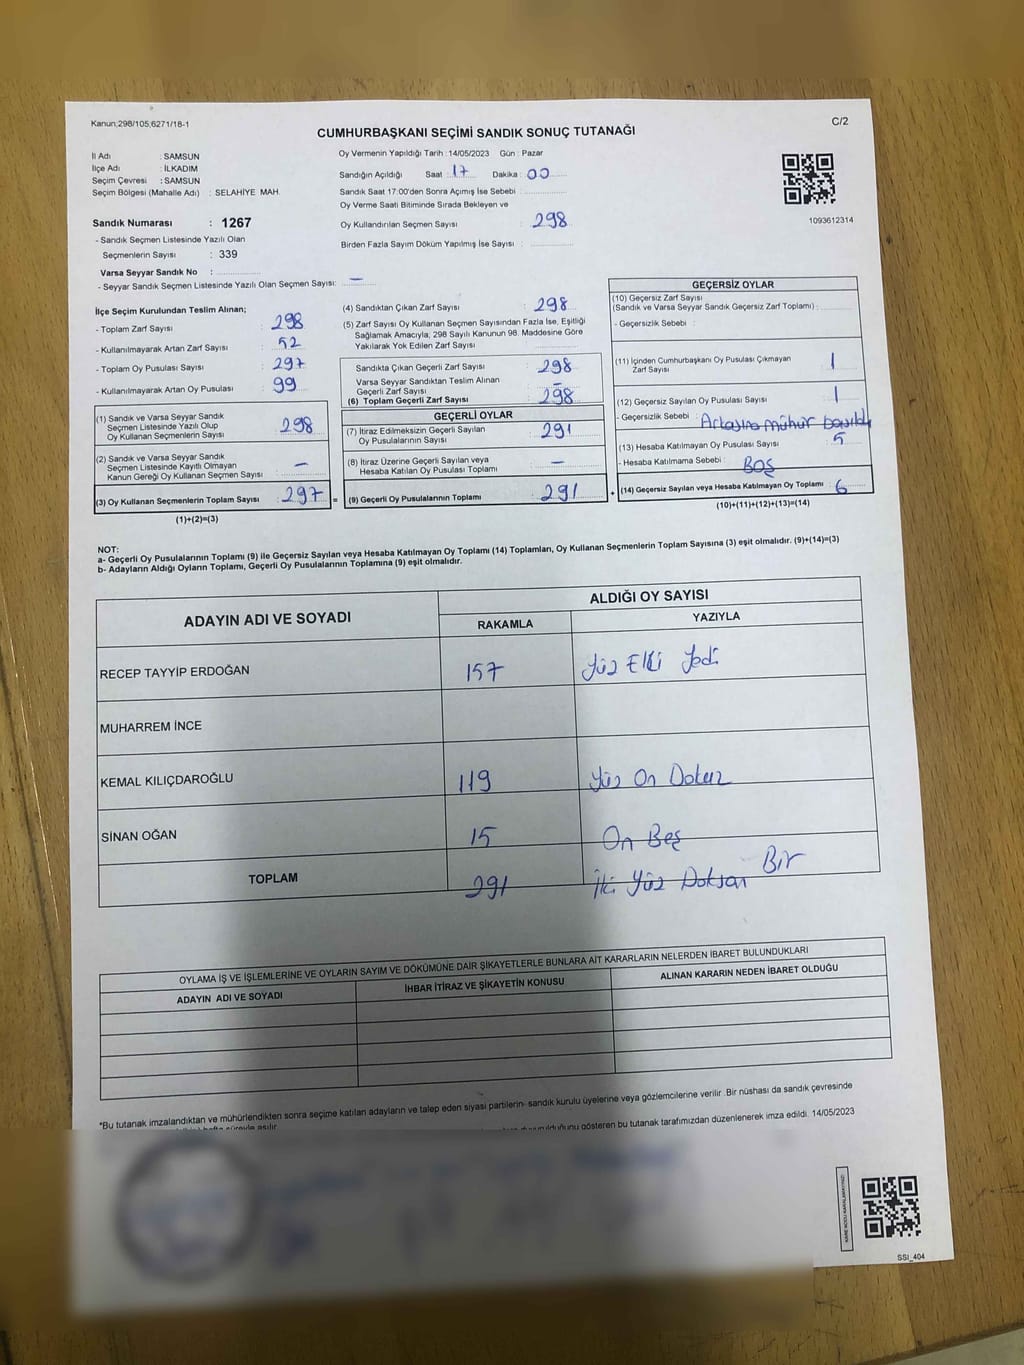 Kanun;298/105,6271/18-1
C/2
CUMHURBAŞKANI SEÇİMİ SANDIK SONUÇ TUTANAĞI
İl Adı : SAMSUN
İlçe Adı : İLKADIM
Seçim Çevresi : SAMSUN
Seçim Bölgesi (Mahalle Adı) : SELAHİYE MAH.
Oy Vermenin Yapıldığı Tarih : 14/05/2023 Gün : Pazar
Sandığın Açıldığı Saat : 17 Dakika : 00
Sandık Saat 17:00'den Sonra Açımış İse Sebebi :
Oy Verme Saati Bitiminde Sırada Bekleyen ve
Oy Kullandırılan Seçmen Sayısı : 298
Birden Fazla Sayım Döküm Yapılmış İse Sayısı :
1093612314
Sandık Numarası : 1267
- Sandık Seçmen Listesinde Yazılı Olan
Seçmenlerin Sayısı : 339
Varsa Seyyar Sandık No :
- Seyyar Sandık Seçmen Listesinde Yazılı Olan Seçmen Sayısı: —
İlçe Seçim Kurulundan Teslim Alınan;
- Toplam Zarf Sayısı : 298
- Kullanılmayarak Artan Zarf Sayısı : 52
- Toplam Oy Pusulası Sayısı : 297
- Kullanılmayarak Artan Oy Pusulası : 99
(1) Sandık ve Varsa Seyyar Sandık
Seçmen Listesinde Yazılı Olup
Oy Kullanan Seçmenlerin Sayısı : 298
(2) Sandık ve Varsa Seyyar Sandık
Seçmen Listesinde Kayıtlı Olmayan
Kanun Gereği Oy Kullanan Seçmen Sayısı : —
(3) Oy Kullanan Seçmenlerin Toplam Sayısı : 297 =
(1)+(2)=(3)
(4) Sandıktan Çıkan Zarf Sayısı : 298
(5) Zarf Sayısı Oy Kullanan Seçmen Sayısından Fazla İse, Eşitliği
Sağlamak Amacıyla; 298 Sayılı Kanunun 98. Maddesine Göre
Yakılarak Yok Edilen Zarf Sayısı
Sandıkta Çıkan Geçerli Zarf Sayısı : 298
Varsa Seyyar Sandıktan Teslim Alınan
Geçerli Zarf Sayısı : —
(6) Toplam Geçerli Zarf Sayısı : 298
GEÇERLİ OYLAR
(7) İtiraz Edilmeksizin Geçerli Sayılan
Oy Pusulalarının Sayısı : 291
(8) İtiraz Üzerine Geçerli Sayılan veya
Hesaba Katılan Oy Pusulası Toplamı : —
(9) Geçerli Oy Pusulalarının Toplamı : 291 +
GEÇERSİZ OYLAR
(10) Geçersiz Zarf Sayısı
(Sandık ve Varsa Seyyar Sandık Geçersiz Zarf Toplamı) :
- Geçersizlik Sebebi :
(11) İçinden Cumhurbaşkanı Oy Pusulası Çıkmayan
Zarf Sayısı : 1
(12) Geçersiz Sayılan Oy Pusulası Sayısı : 1
- Geçersizlik Sebebi : Arkasına mühür basıldı
(13) Hesaba Katılmayan Oy Pusulası Sayısı : 5
- Hesaba Katılmama Sebebi : BOŞ
(14) Geçersiz Sayılan veya Hesaba Katılmayan Oy Toplamı : 6
(10)+(11)+(12)+(13)=(14)
NOT:
a- Geçerli Oy Pusulalarının Toplamı (9) ile Geçersiz Sayılan veya Hesaba Katılmayan Oy Toplamı (14) Toplamları, Oy Kullanan Seçmenlerin Toplam Sayısına (3) eşit olmalıdır. (9)+(14)=(3)
b- Adayların Aldığı Oyların Toplamı, Geçerli Oy Pusulalarının Toplamına (9) eşit olmalıdır.
ADAYIN ADI VE SOYADI
ALDIĞI OY SAYISI
RAKAMLA YAZIYLA
RECEP TAYYİP ERDOĞAN 157 Yüz Elli Yedi
MUHARREM İNCE
KEMAL KILIÇDAROĞLU 119 Yüz On Dokuz
SİNAN OĞAN 15 On Beş
TOPLAM 291 İki Yüz Doksan Bir
OYLAMA İŞ VE İŞLEMLERİNE VE OYLARIN SAYIM VE DÖKÜMÜNE DAİR ŞİKAYETLERLE BUNLARA AİT KARARLARIN NELERDEN İBARET BULUNDUKLARI
ADAYIN ADI VE SOYADI İHBAR İTİRAZ VE ŞİKAYETİN KONUSU ALINAN KARARIN NEDEN İBARET OLDUĞU
*Bu tutanak imzalandıktan ve mühürlendikten sonra seçime katılan adayların ve talep eden siyasi partilerin- sandık kurulu üyelerine veya gözlemcilerine verilir. Bir nüshası da sandık çevresinde
hafta süreyle asılır. duyurulduğunu gösteren bu tutanak tarafımızdan düzenlenerek imza edildi. 14/05/2023
KARE KODU KARALAMAYINIZ!
SSI_404